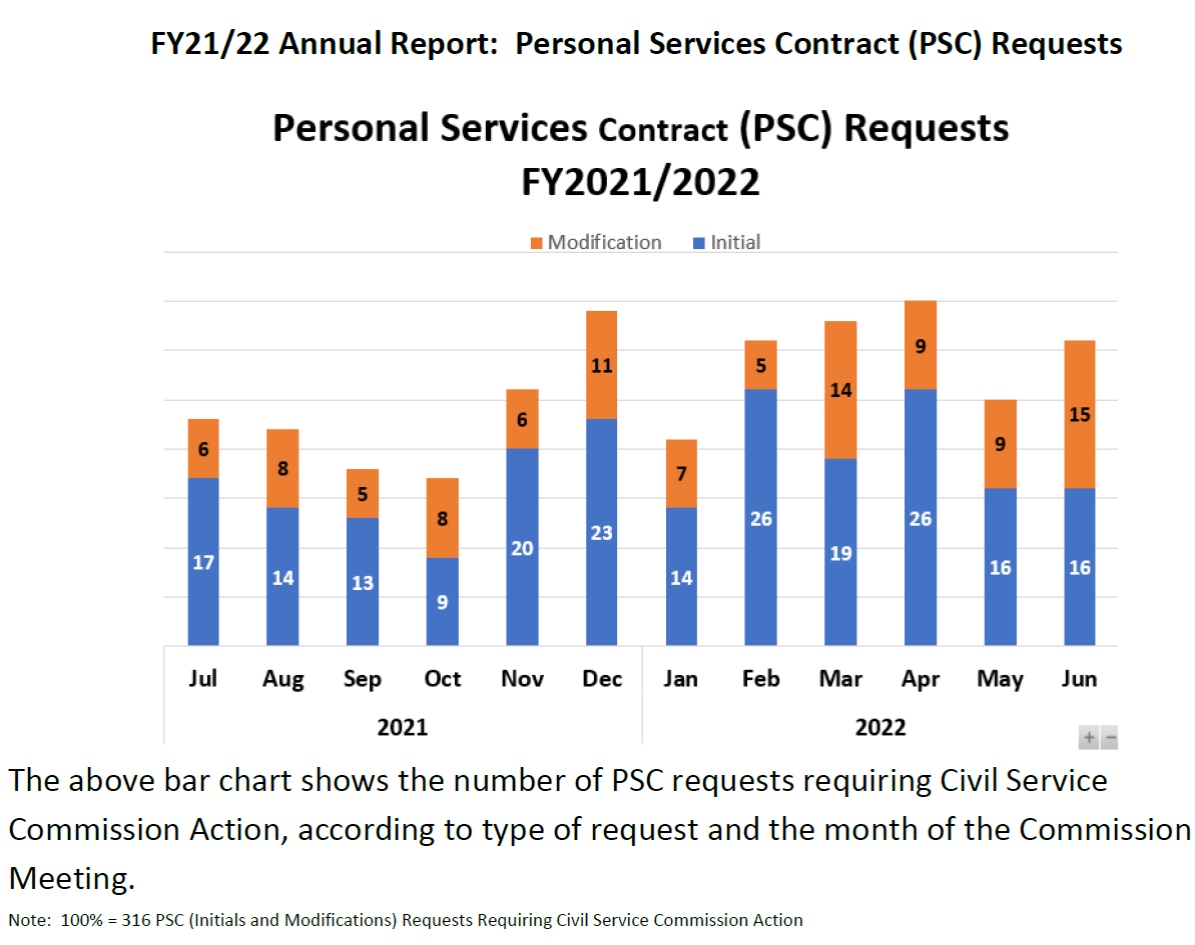 FY21/22 Annual Report: Personal Services Contract (PSC) Requests
Personal Services Contract (PSC) Requests
FY2021/2022
Modification Initial
6 8 5 8 6 11 7 5 14 9 9 15
17 14 13 9 20 23 14 26 19 26 16 16
Jul Aug Sep Oct Nov Dec Jan Feb Mar Apr May Jun
2021 2022
+ −
The above bar chart shows the number of PSC requests requiring Civil Service
Commission Action, according to type of request and the month of the Commission
Meeting.
Note: 100% = 316 PSC (Initials and Modifications) Requests Requiring Civil Service Commission Action